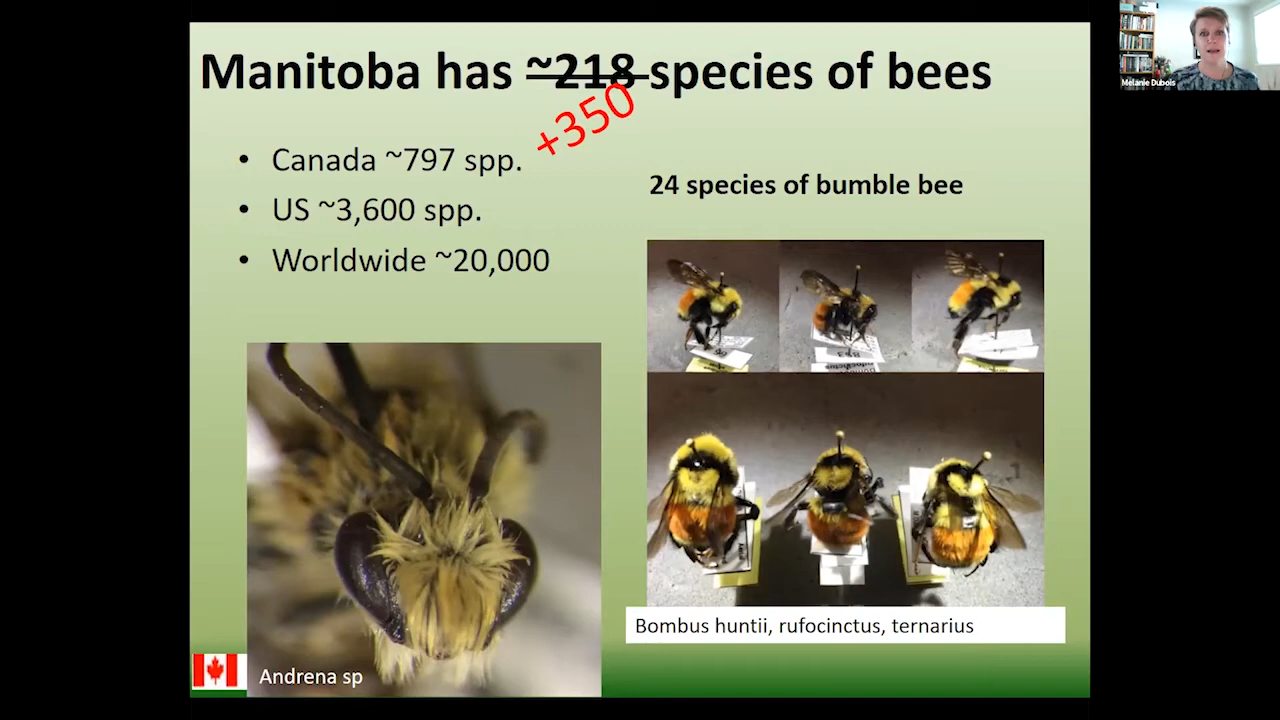 Manitoba has ~218 species of bees
+350
• Canada ~797 spp.
• US ~3,600 spp.
• Worldwide ~20,000
24 species of bumble bee
Bombus huntii, rufocinctus, ternarius
Andrena sp
Melanie Dubois